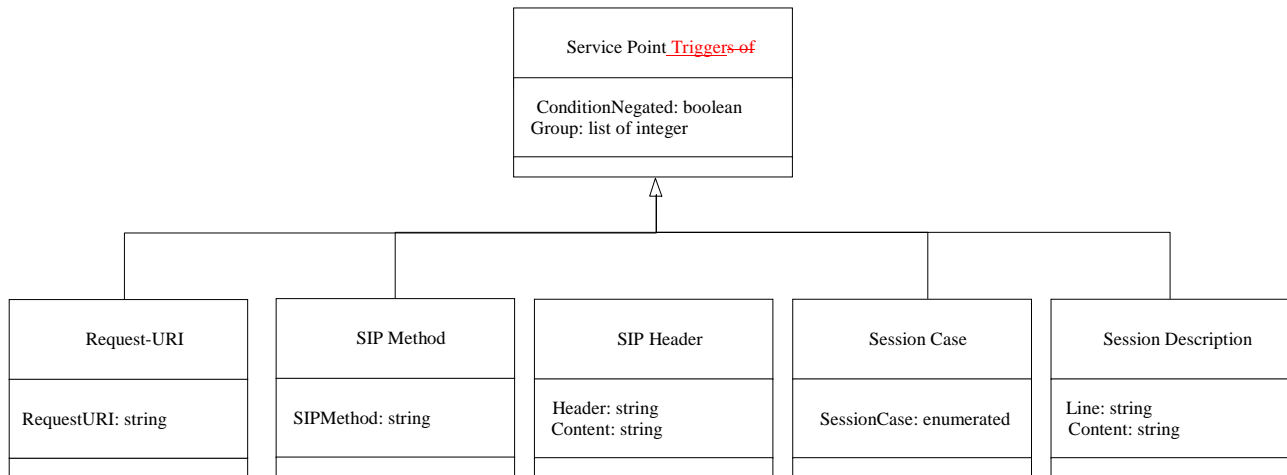 Service Point Triggers of
ConditionNegated: boolean
Group: list of integer
Request-URI
RequestURI: string
SIP Method
SIPMethod: string
SIP Header
Header: string
Content: string
Session Case
SessionCase: enumerated
Session Description
Line: string
Content: string